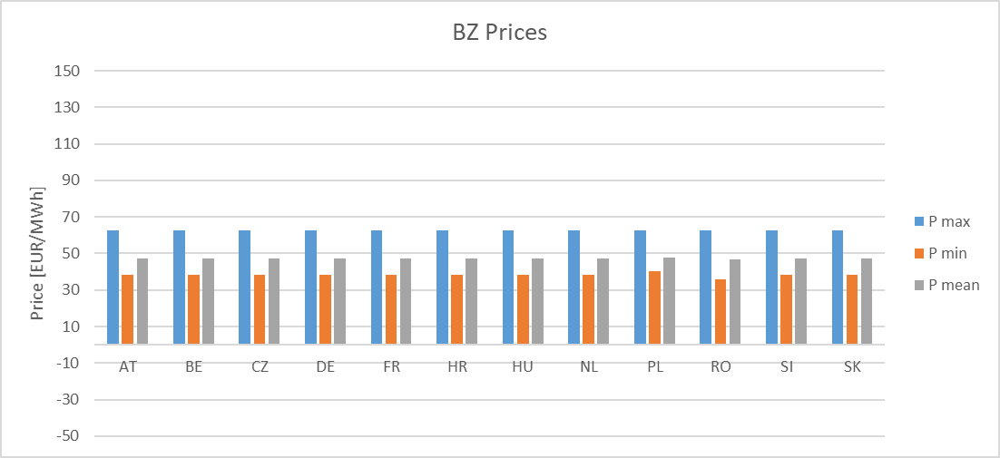 BZ Prices
Price [EUR/MWh]
150
130
110
90
70
50
30
10
-10
-30
-50
AT BE CZ DE FR HR HU NL PL RO SI SK
P max
P min
P mean